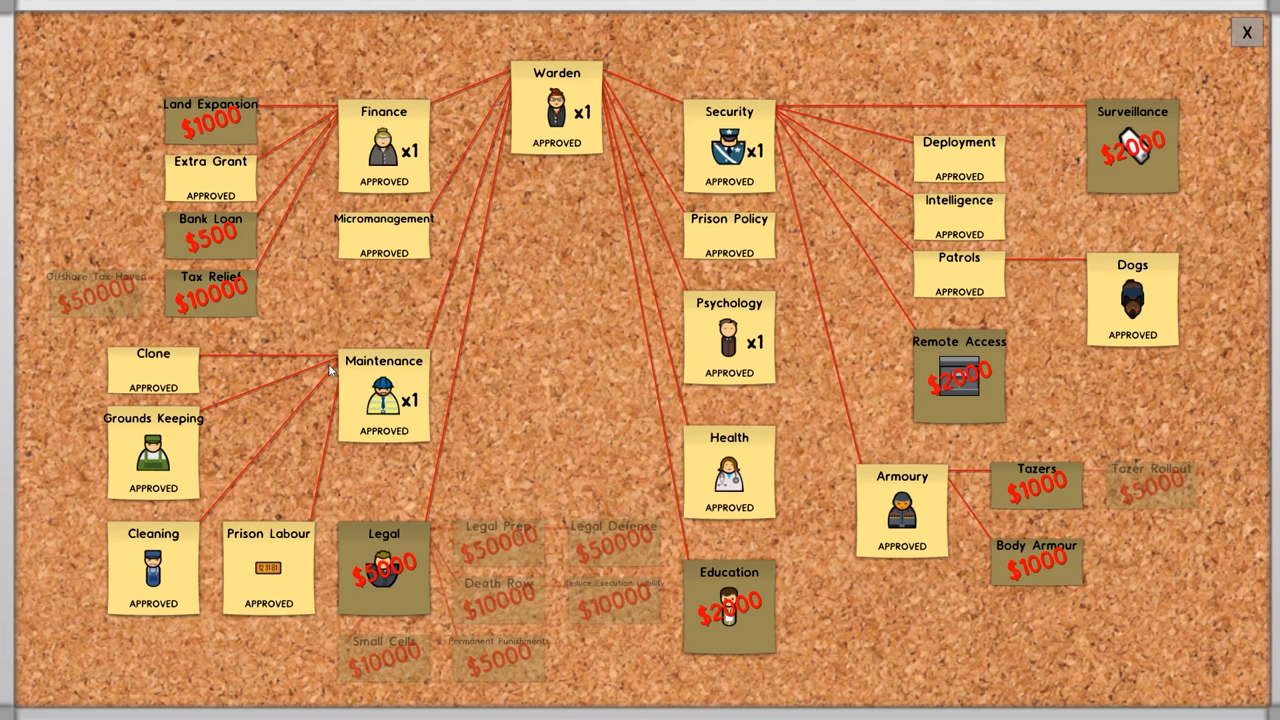 X
Warden
x1
APPROVED
Land Expansion
$1000
Extra Grant
APPROVED
Bank Loan
$500
Offshore Tax Haven
$50000
Tax Relief
$10000
Finance
x1
APPROVED
Micromanagement
APPROVED
Security
x1
APPROVED
Prison Policy
APPROVED
Psychology
x1
APPROVED
Health
APPROVED
Education
$2000
Deployment
APPROVED
Intelligence
APPROVED
Patrols
APPROVED
Surveillance
$2000
Dogs
APPROVED
Remote Access
$2000
Armoury
APPROVED
Tazers
$1000
Tazer Rollout
$5000
Body Armour
$1000
Clone
APPROVED
Maintenance
x1
APPROVED
Grounds Keeping
APPROVED
Cleaning
APPROVED
Prison Labour
APPROVED
Legal
$5000
Legal Prep
$50000
Legal Defense
$50000
Death Row
$10000
Reduce Execution Liability
$10000
Small Cells
$10000
Permanent Punishments
$5000